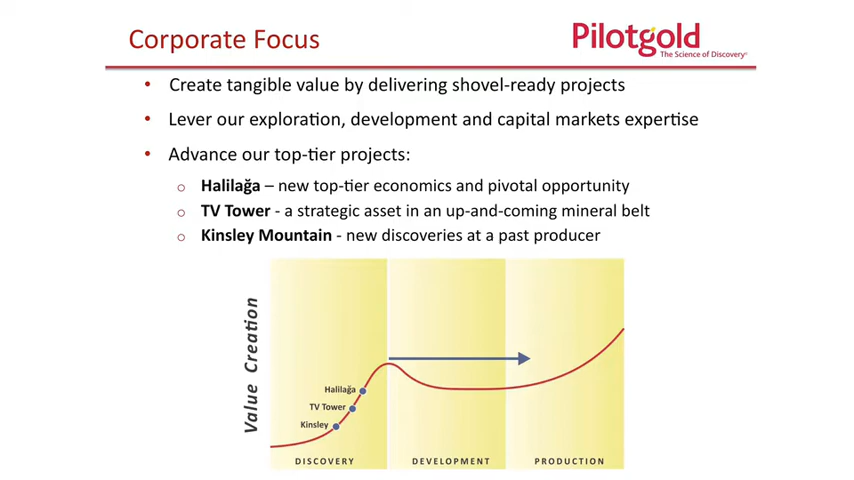 Corporate Focus
Pilotgold
The Science of Discovery
• Create tangible value by delivering shovel-ready projects
• Lever our exploration, development and capital markets expertise
• Advance our top-tier projects:
o Halilağa – new top-tier economics and pivotal opportunity
o TV Tower - a strategic asset in an up-and-coming mineral belt
o Kinsley Mountain - new discoveries at a past producer
Value Creation
Halilağa
TV Tower
Kinsley
DISCOVERY DEVELOPMENT PRODUCTION